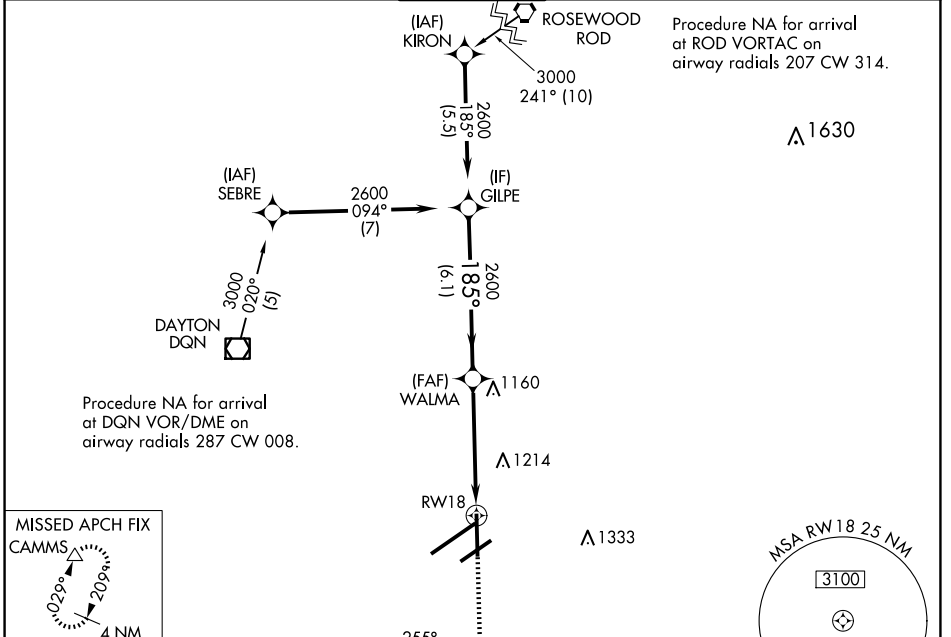 (IAF)
KIRON
ROSEWOOD
ROD
Procedure NA for arrival
at ROD VORTAC on
airway radials 207 CW 314.
3000
241° (10)
2600
185°
(5.5)
1630
(IAF)
SEBRE
2600
094°
(7)
(IF)
GILPE
3000
020°
(5)
2600
185°
(6.1)
DAYTON
DQN
(FAF)
WALMA
1160
Procedure NA for arrival
at DQN VOR/DME on
airway radials 287 CW 008.
1214
RW18
1333
MISSED APCH FIX
CAMMS
029°
209°
4 NM
MSA RW18 25 NM
3100
255°